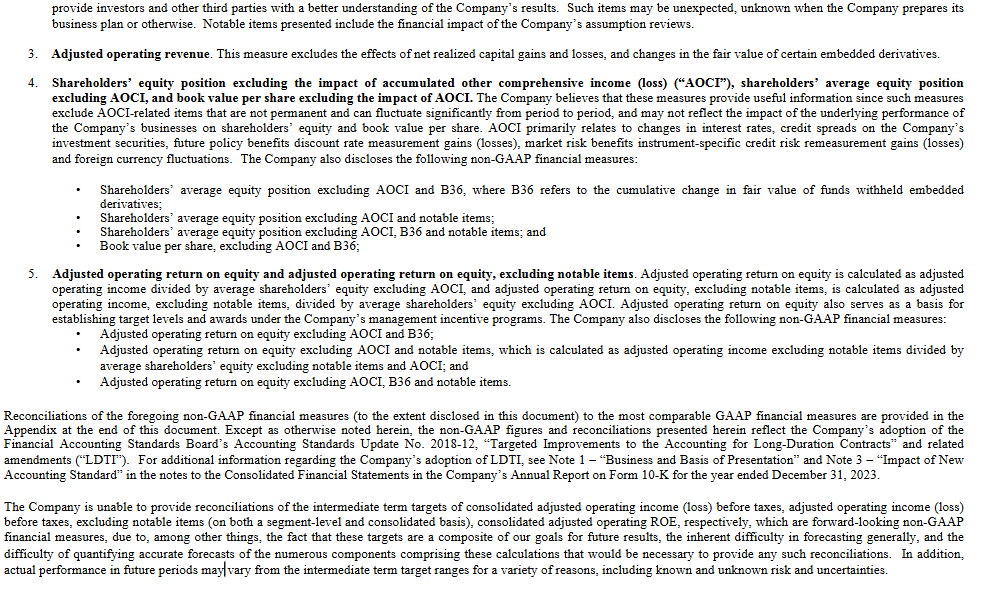 provide investors and other third parties with a better understanding of the Company's results. Such items may be unexpected, unknown when the Company prepares its
business plan or otherwise. Notable items presented include the financial impact of the Company's assumption reviews.
3. Adjusted operating revenue. This measure excludes the effects of net realized capital gains and losses, and changes in the fair value of certain embedded derivatives.
4. Shareholders' equity position excluding the impact of accumulated other comprehensive income (loss) ("AOCI"), shareholders' average equity position
excluding AOCI, and book value per share excluding the impact of AOCI. The Company believes that these measures provide useful information since such measures
exclude AOCI-related items that are not permanent and can fluctuate significantly from period to period, and may not reflect the impact of the underlying performance of
the Company's businesses on shareholders' equity and book value per share. AOCI primarily relates to changes in interest rates, credit spreads on the Company's
investment securities, future policy benefits discount rate measurement gains (losses), market risk benefits instrument-specific credit risk remeasurement gains (losses)
and foreign currency fluctuations. The Company also discloses the following non-GAAP financial measures:
• Shareholders' average equity position excluding AOCI and B36, where B36 refers to the cumulative change in fair value of funds withheld embedded
derivatives;
• Shareholders' average equity position excluding AOCI and notable items;
• Shareholders' average equity position excluding AOCI, B36 and notable items; and
• Book value per share, excluding AOCI and B36;
5. Adjusted operating return on equity and adjusted operating return on equity, excluding notable items. Adjusted operating return on equity is calculated as adjusted
operating income divided by average shareholders' equity excluding AOCI, and adjusted operating return on equity, excluding notable items, is calculated as adjusted
operating income, excluding notable items, divided by average shareholders' equity excluding AOCI. Adjusted operating return on equity also serves as a basis for
establishing target levels and awards under the Company's management incentive programs. The Company also discloses the following non-GAAP financial measures:
• Adjusted operating return on equity excluding AOCI and B36;
• Adjusted operating return on equity excluding AOCI and notable items, which is calculated as adjusted operating income excluding notable items divided by
average shareholders' equity excluding notable items and AOCI; and
• Adjusted operating return on equity excluding AOCI, B36 and notable items.
Reconciliations of the foregoing non-GAAP financial measures (to the extent disclosed in this document) to the most comparable GAAP financial measures are provided in the
Appendix at the end of this document. Except as otherwise noted herein, the non-GAAP figures and reconciliations presented herein reflect the Company's adoption of the
Financial Accounting Standards Board's Accounting Standards Update No. 2018-12, "Targeted Improvements to the Accounting for Long-Duration Contracts" and related
amendments ("LDTI"). For additional information regarding the Company's adoption of LDTI, see Note 1 – "Business and Basis of Presentation" and Note 3 – "Impact of New
Accounting Standard" in the notes to the Consolidated Financial Statements in the Company's Annual Report on Form 10-K for the year ended December 31, 2023.
The Company is unable to provide reconciliations of the intermediate term targets of consolidated adjusted operating income (loss) before taxes, adjusted operating income (loss)
before taxes, excluding notable items (on both a segment-level and consolidated basis), consolidated adjusted operating ROE, respectively, which are forward-looking non-GAAP
financial measures, due to, among other things, the fact that these targets are a composite of our goals for future results, the inherent difficulty in forecasting generally, and the
difficulty of quantifying accurate forecasts of the numerous components comprising these calculations that would be necessary to provide any such reconciliations. In addition,
actual performance in future periods may vary from the intermediate term target ranges for a variety of reasons, including known and unknown risk and uncertainties.